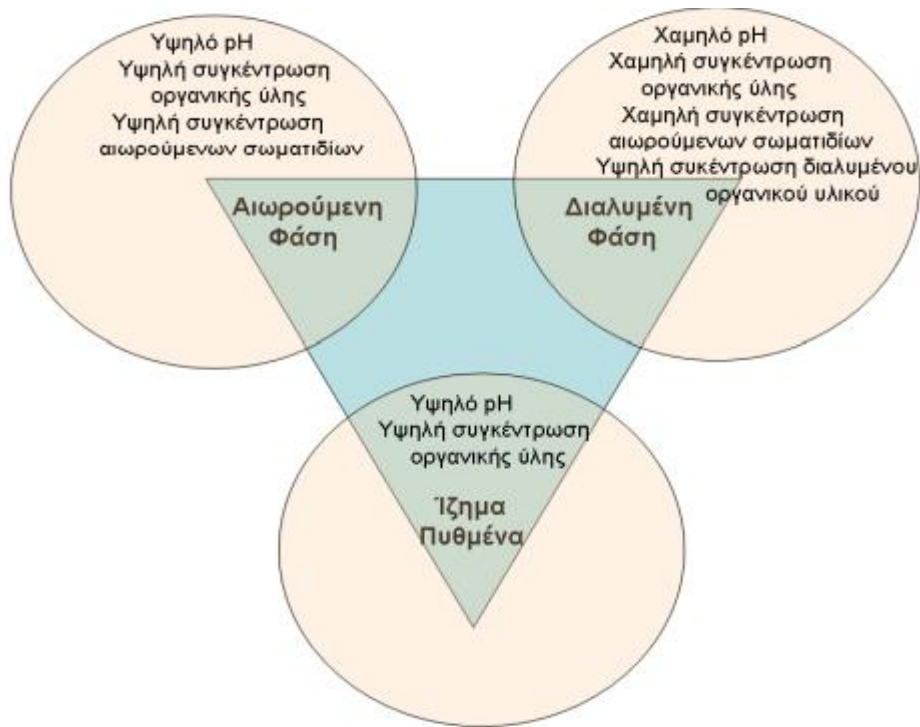 Υψηλό pH
Υψηλή συγκέντρωση
οργανικής ύλης
Υψηλή συγκέντρωση
αιωρούμενων σωματιδίων
Αιωρούμενη
Φάση
Χαμηλό pH
Χαμηλή συγκέντρωση
οργανικής ύλης
Χαμηλή συγκέντρωση
αιωρούμενων σωματιδίων
Υψηλή συκέντρωση διαλυμένου
οργανικού υλικού
Διαλυμένη
Φάση
Υψηλό pH
Υψηλή συγκέντρωση
οργανικής ύλης
Ίζημα
Πυθμένα